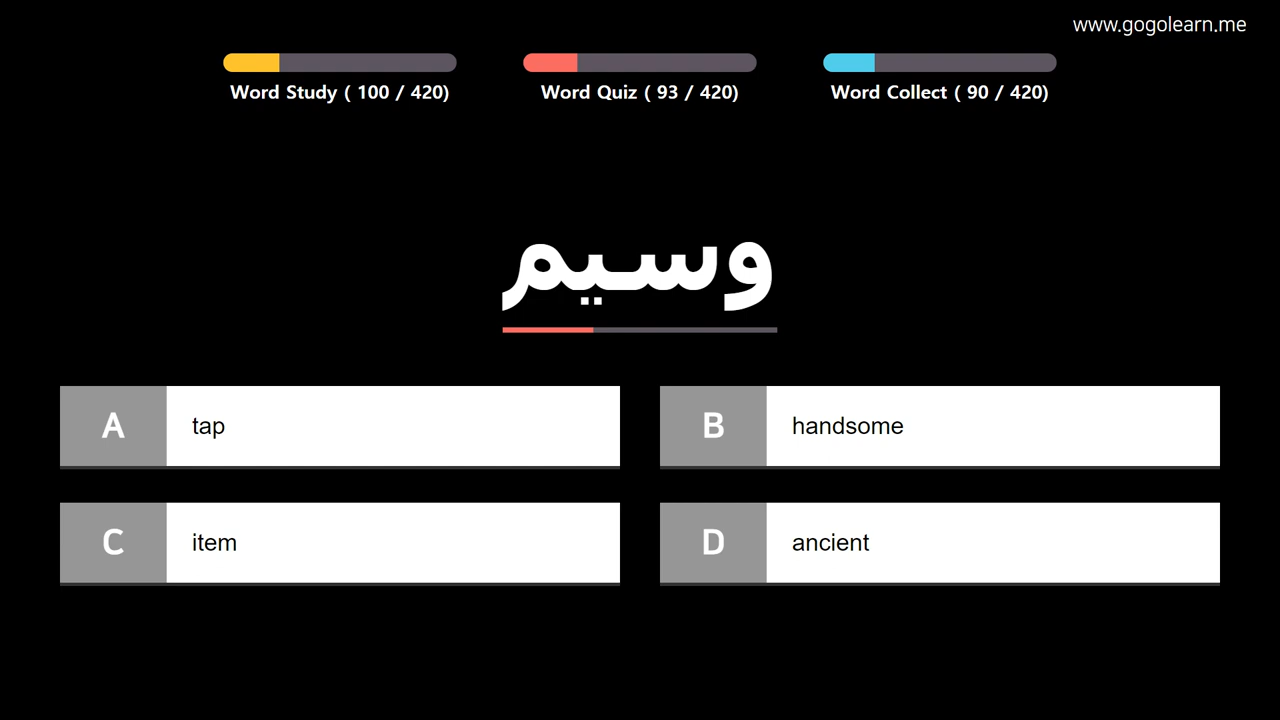 www.gogolearn.me
Word Study ( 100 / 420)
Word Quiz ( 93 / 420)
Word Collect ( 90 / 420)
وسيم
A tap
B handsome
C item
D ancient